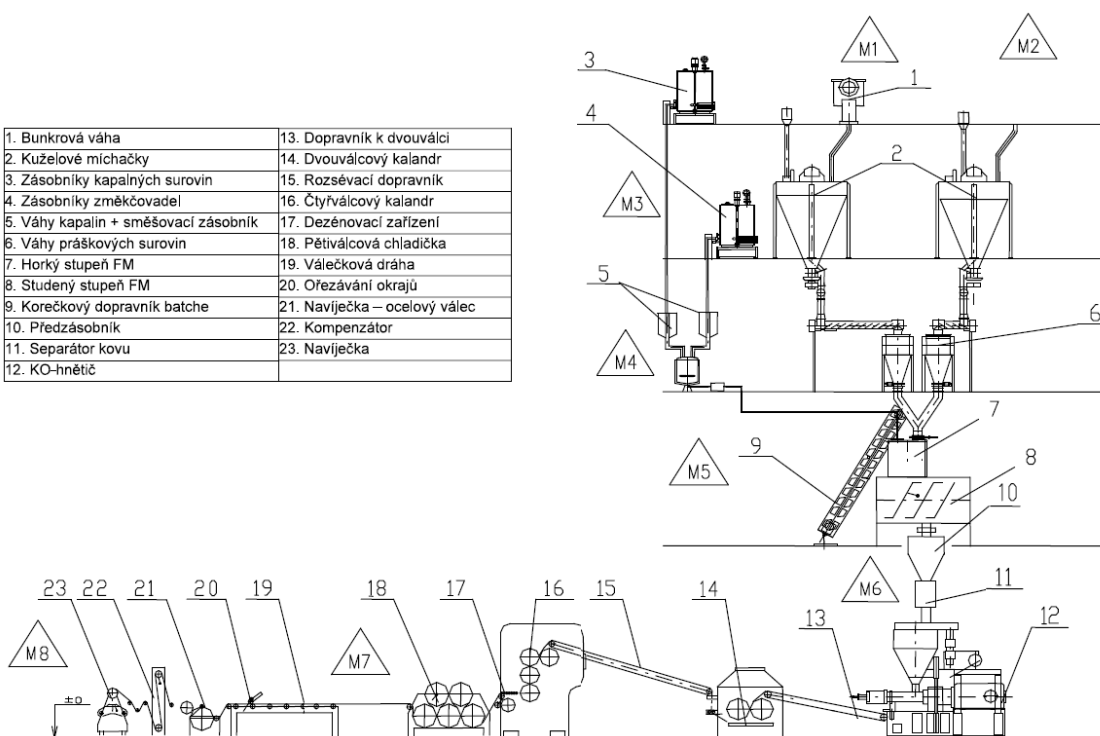 1. Bunkrová váha
2. Kuželové míchačky
3. Zásobníky kapalných surovin
4. Zásobníky změkčovadel
5. Váhy kapalin + směšovací zásobník
6. Váhy práškových surovin
7. Horký stupeň FM
8. Studený stupeň FM
9. Korečkový dopravník batche
10. Předzásobník
11. Separátor kovu
12. KO-hnětič
13. Dopravník k dvouválci
14. Dvouválcový kalandr
15. Rozsévací dopravník
16. Čtyřválcový kalandr
17. Dezénovací zařízení
18. Pětiválcová chladička
19. Válečková dráha
20. Ořezávání okrajů
21. Navíječka – ocelový válec
22. Kompenzátor
23. Navíječka
M1
M2
3
1
4
2
M3
5
6
M4
7
M5
9
8
10
M6
11
23
22
21
20
19
18
17
16
15
14
13
12
M8
M7
±0